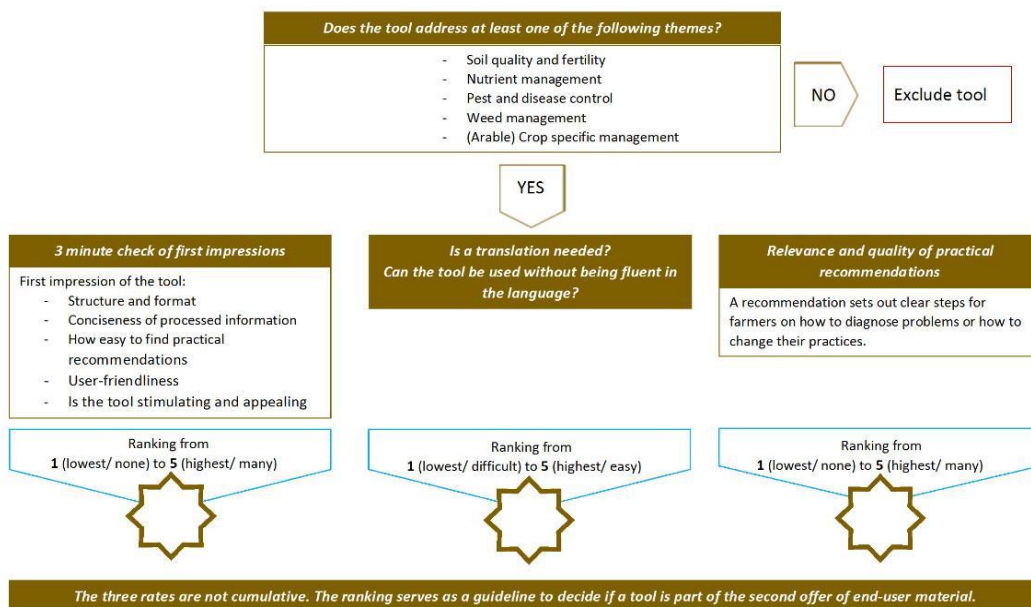 Does the tool address at least one of the following themes?
- Soil quality and fertility
- Nutrient management
- Pest and disease control
- Weed management
- (Arable) Crop specific management
NO
Exclude tool
YES
3 minute check of first impressions
First impression of the tool:
- Structure and format
- Conciseness of processed information
- How easy to find practical
recommendations
- User-friendliness
- Is the tool stimulating and appealing
Ranking from
1 (lowest/ none) to 5 (highest/ many)
Is a translation needed?
Can the tool be used without being fluent in
the language?
Ranking from
1 (lowest/ difficult) to 5 (highest/ easy)
Relevance and quality of practical
recommendations
A recommendation sets out clear steps for
farmers on how to diagnose problems or how to
change their practices.
Ranking from
1 (lowest/ none) to 5 (highest/ many)
The three rates are not cumulative. The ranking serves as a guideline to decide if a tool is part of the second offer of end-user material.